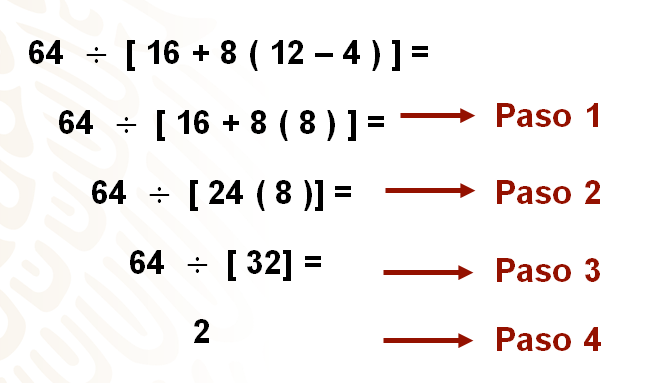 64 ÷ [ 16 + 8 ( 12 – 4 ) ] =
64 ÷ [ 16 + 8 ( 8 ) ] = Paso 1
64 ÷ [ 24 ( 8 )] = Paso 2
64 ÷ [ 32] = Paso 3
2 Paso 4